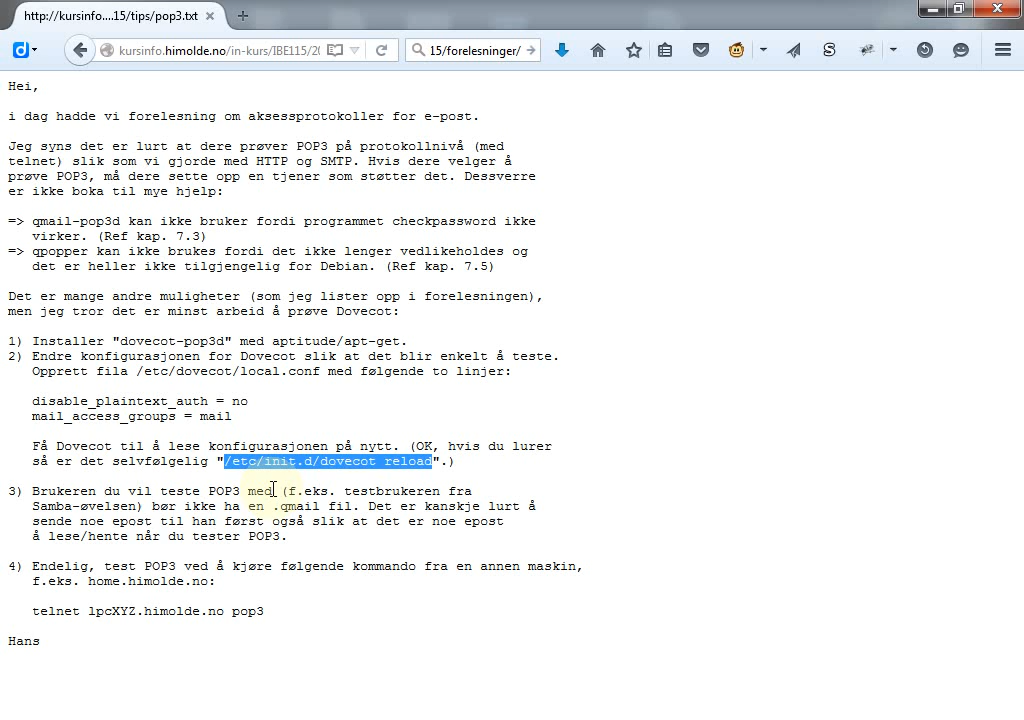 http://kursinfo....15/tips/pop3.txt
kursinfo.himolde.no/in-kurs/IBE115/20
15/forelesninger/
Hei,
i dag hadde vi forelesning om aksessprotokoller for e-post.
Jeg syns det er lurt at dere prøver POP3 på protokollnivå (med
telnet) slik som vi gjorde med HTTP og SMTP. Hvis dere velger å
prøve POP3, må dere sette opp en tjener som støtter det. Dessverre
er ikke boka til mye hjelp:
=> qmail-pop3d kan ikke bruker fordi programmet checkpassword ikke
virker. (Ref kap. 7.3)
=> qpopper kan ikke brukes fordi det ikke lenger vedlikeholdes og
det er heller ikke tilgjengelig for Debian. (Ref kap. 7.5)
Det er mange andre muligheter (som jeg lister opp i forelesningen),
men jeg tror det er minst arbeid å prøve Dovecot:
1) Installer "dovecot-pop3d" med aptitude/apt-get.
2) Endre konfigurasjonen for Dovecot slik at det blir enkelt å teste.
Opprett fila /etc/dovecot/local.conf med følgende to linjer:
disable_plaintext_auth = no
mail_access_groups = mail
Få Dovecot til å lese konfigurasjonen på nytt. (OK, hvis du lurer
så er det selvfølgelig "/etc/init.d/dovecot reload".)
3) Brukeren du vil teste POP3 med (f.eks. testbrukeren fra
Samba-øvelsen) bør ikke ha en .qmail fil. Det er kanskje lurt å
sende noe epost til han først også slik at det er noe epost
å lese/hente når du tester POP3.
4) Endelig, test POP3 ved å kjøre følgende kommando fra en annen maskin,
f.eks. home.himolde.no:
telnet lpcXYZ.himolde.no pop3
Hans